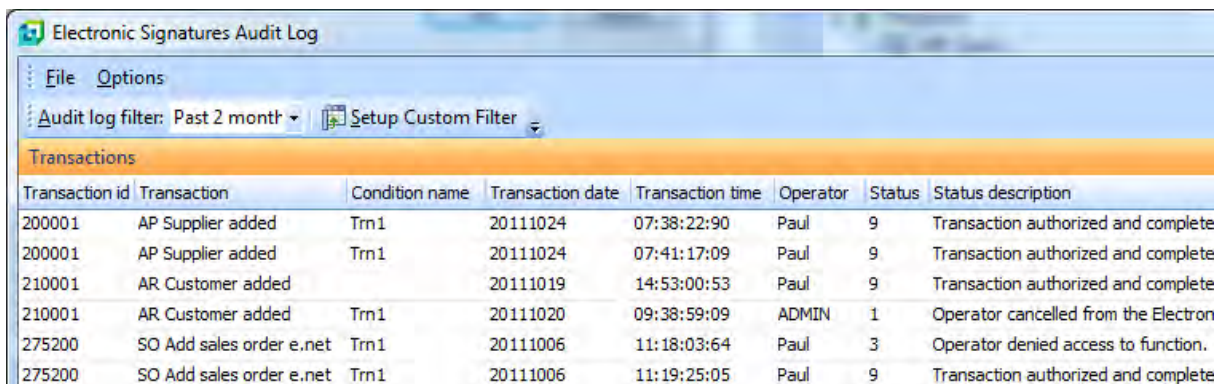 Electronic Signatures Audit Log
File Options
Audit log filter: Past 2 month Setup Custom Filter
Transactions
Transaction id Transaction Condition name Transaction date Transaction time Operator Status Status description
200001 AP Supplier added Trn1 20111024 07:38:22:90 Paul 9 Transaction authorized and complete
200001 AP Supplier added Trn1 20111024 07:41:17:09 Paul 9 Transaction authorized and complete
210001 AR Customer added 20111019 14:53:00:53 Paul 9 Transaction authorized and complete
210001 AR Customer added Trn1 20111020 09:38:59:09 ADMIN 1 Operator cancelled from the Electron
275200 SO Add sales order e.net Trn1 20111006 11:18:03:64 Paul 3 Operator denied access to function.
275200 SO Add sales order e.net Trn1 20111006 11:19:25:05 Paul 9 Transaction authorized and complete